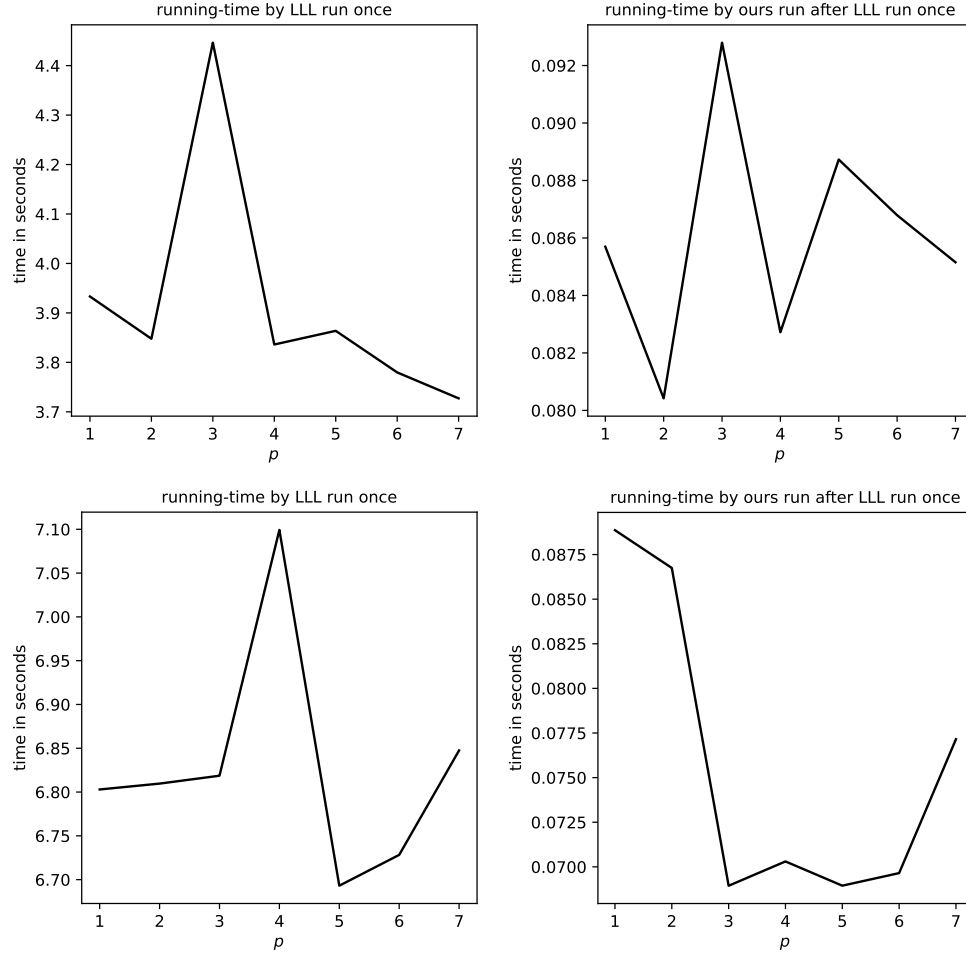 running-time by LLL run once
time in seconds
4.4
4.3
4.2
4.1
4.0
3.9
3.8
3.7
1 2 3 4 5 6 7
p
running-time by ours run after LLL run once
time in seconds
0.092
0.090
0.088
0.086
0.084
0.082
0.080
1 2 3 4 5 6 7
p
running-time by LLL run once
time in seconds
7.10
7.05
7.00
6.95
6.90
6.85
6.80
6.75
6.70
1 2 3 4 5 6 7
p
running-time by ours run after LLL run once
time in seconds
0.0875
0.0850
0.0825
0.0800
0.0775
0.0750
0.0725
0.0700
1 2 3 4 5 6 7
p